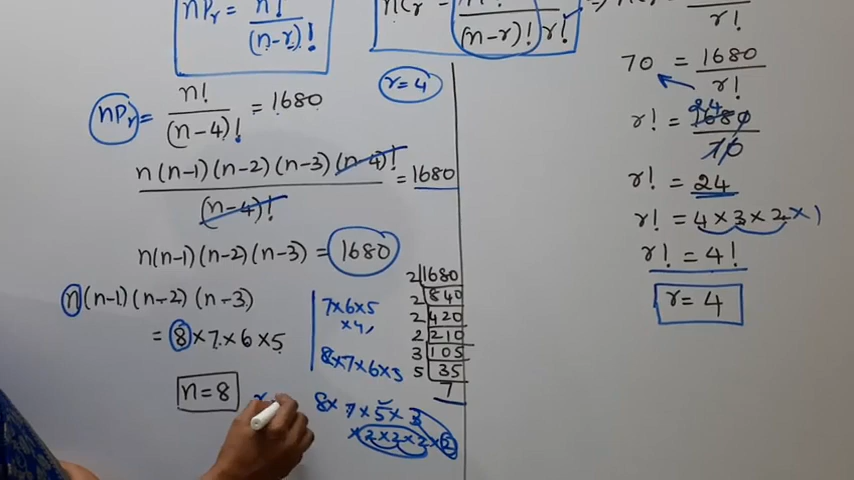 nPr = n!
(n-r)!
(n-r)! r!
r!
r=4
nPr = n!
(n-4)! = 1680
n(n-1)(n-2)(n-3)(n-4)!
(n-4)! = 1680
n(n-1)(n-2)(n-3) = 1680
n(n-1)(n-2)(n-3)
= 8×7×6×5
n=8
7×6×5
×4,
8×7×6×3
2 1680
2 840
2 420
2 210
3 105
5 35
7
8× 7×5×3
×2×2×2×2
70 = 1680
r!
24
r! = 1680
70
r! = 24
r! = 4×3×2×1
r! = 4!
r=4